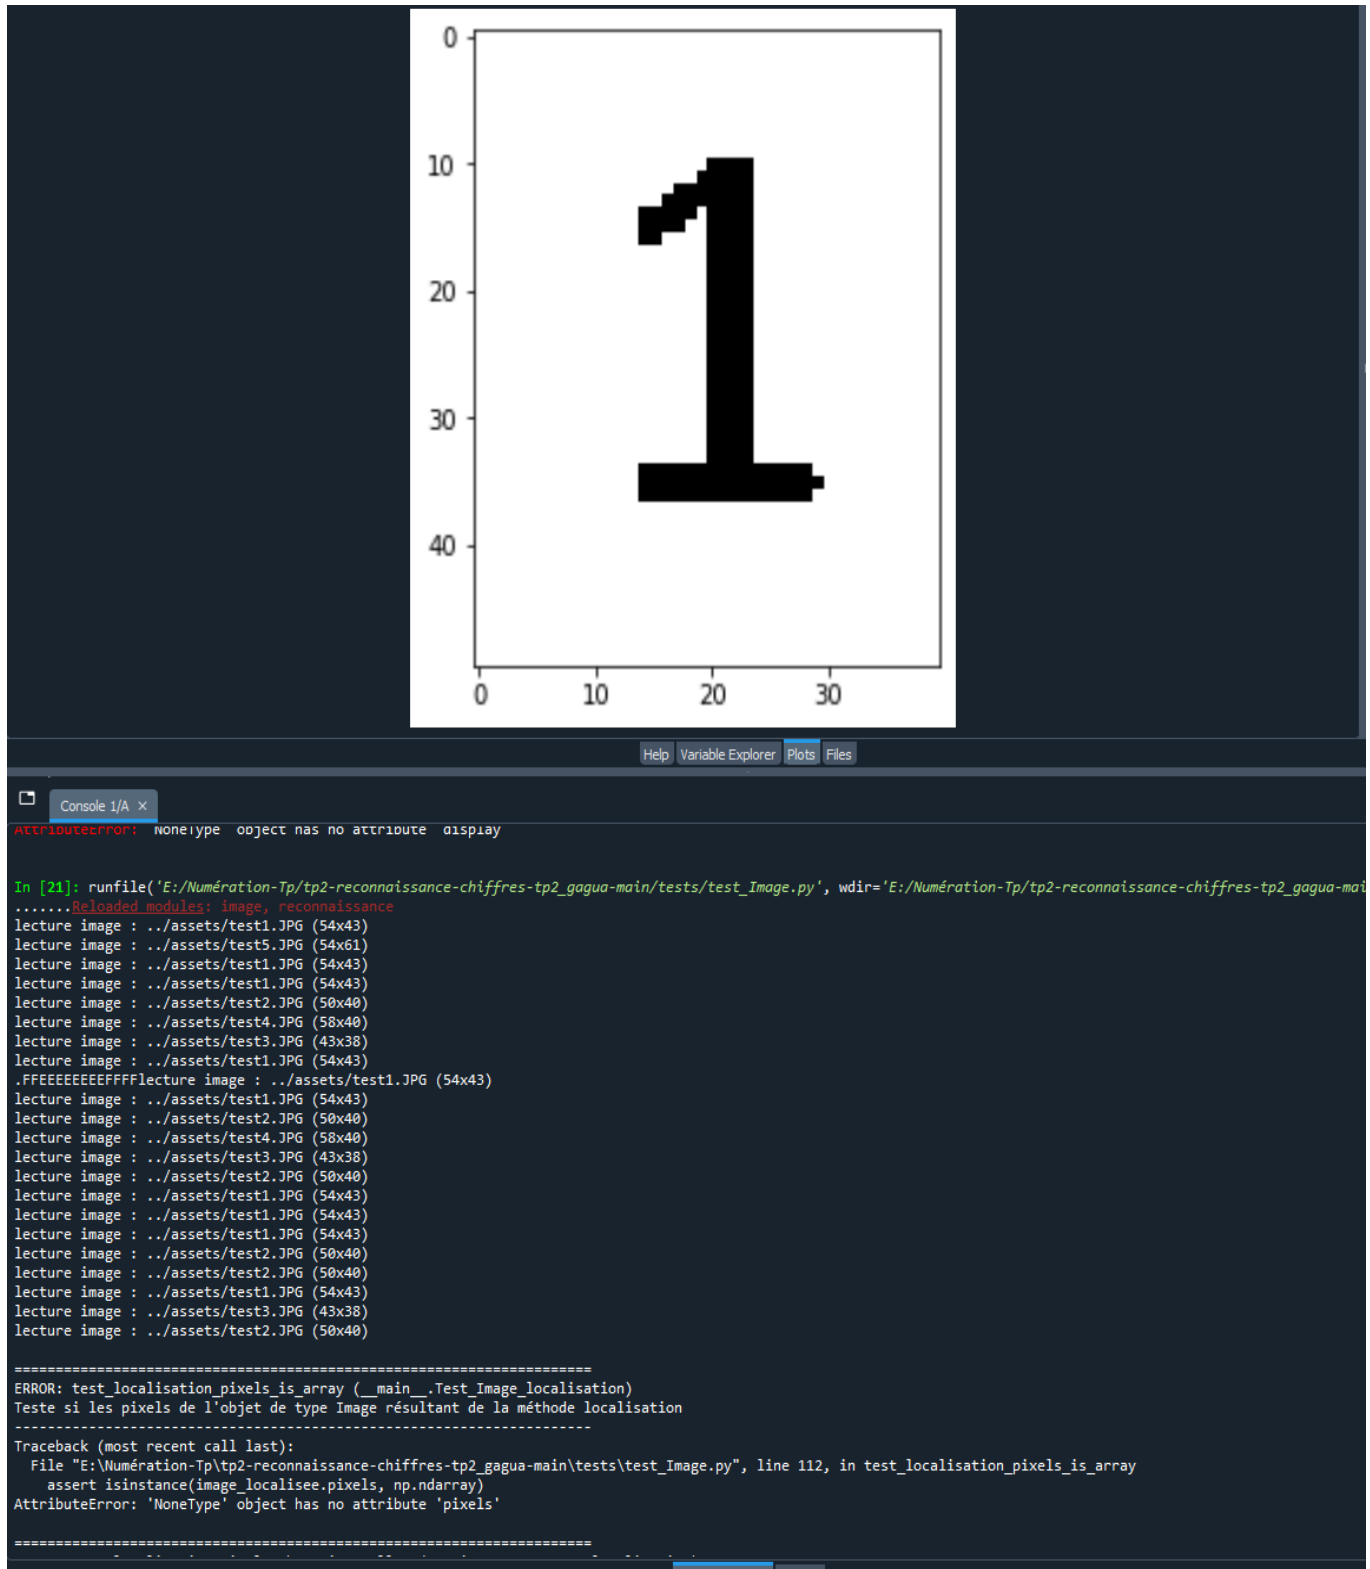 0
10
20
30
40
1
0 10 20 30
Help Variable Explorer Plots Files
Console 1/A ×
AttributeError: 'NoneType' object has no attribute 'display'
In [21]: runfile('E:/Numération-Tp/tp2-reconnaissance-chiffres-tp2_gagua-main/tests/test_Image.py', wdir='E:/Numération-Tp/tp2-reconnaissance-chiffres-tp2_gagua-mai
.......Reloaded modules: image, reconnaissance
lecture image : ../assets/test1.JPG (54x43)
lecture image : ../assets/test5.JPG (54x61)
lecture image : ../assets/test1.JPG (54x43)
lecture image : ../assets/test1.JPG (54x43)
lecture image : ../assets/test2.JPG (50x40)
lecture image : ../assets/test4.JPG (58x40)
lecture image : ../assets/test3.JPG (43x38)
lecture image : ../assets/test1.JPG (54x43)
.FFEEEEEEEEFFFFlecture image : ../assets/test1.JPG (54x43)
lecture image : ../assets/test1.JPG (54x43)
lecture image : ../assets/test2.JPG (50x40)
lecture image : ../assets/test4.JPG (58x40)
lecture image : ../assets/test3.JPG (43x38)
lecture image : ../assets/test2.JPG (50x40)
lecture image : ../assets/test1.JPG (54x43)
lecture image : ../assets/test1.JPG (54x43)
lecture image : ../assets/test1.JPG (54x43)
lecture image : ../assets/test2.JPG (50x40)
lecture image : ../assets/test2.JPG (50x40)
lecture image : ../assets/test1.JPG (54x43)
lecture image : ../assets/test3.JPG (43x38)
lecture image : ../assets/test2.JPG (50x40)
======================================================================
ERROR: test_localisation_pixels_is_array (__main__.Test_Image_localisation)
Teste si les pixels de l'objet de type Image résultant de la méthode localisation
----------------------------------------------------------------------
Traceback (most recent call last):
File "E:\Numération-Tp\tp2-reconnaissance-chiffres-tp2_gagua-main\tests\test_Image.py", line 112, in test_localisation_pixels_is_array
assert isinstance(image_localisee.pixels, np.ndarray)
AttributeError: 'NoneType' object has no attribute 'pixels'
======================================================================